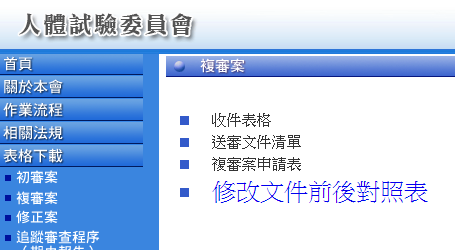 人體試驗委員會
首頁
關於本會
作業流程
相關法規
表格下載
初審案
複審案
修正案
追蹤審查程序
複審案
收件表格
送審文件清單
複審案申請表
修改文件前後對照表